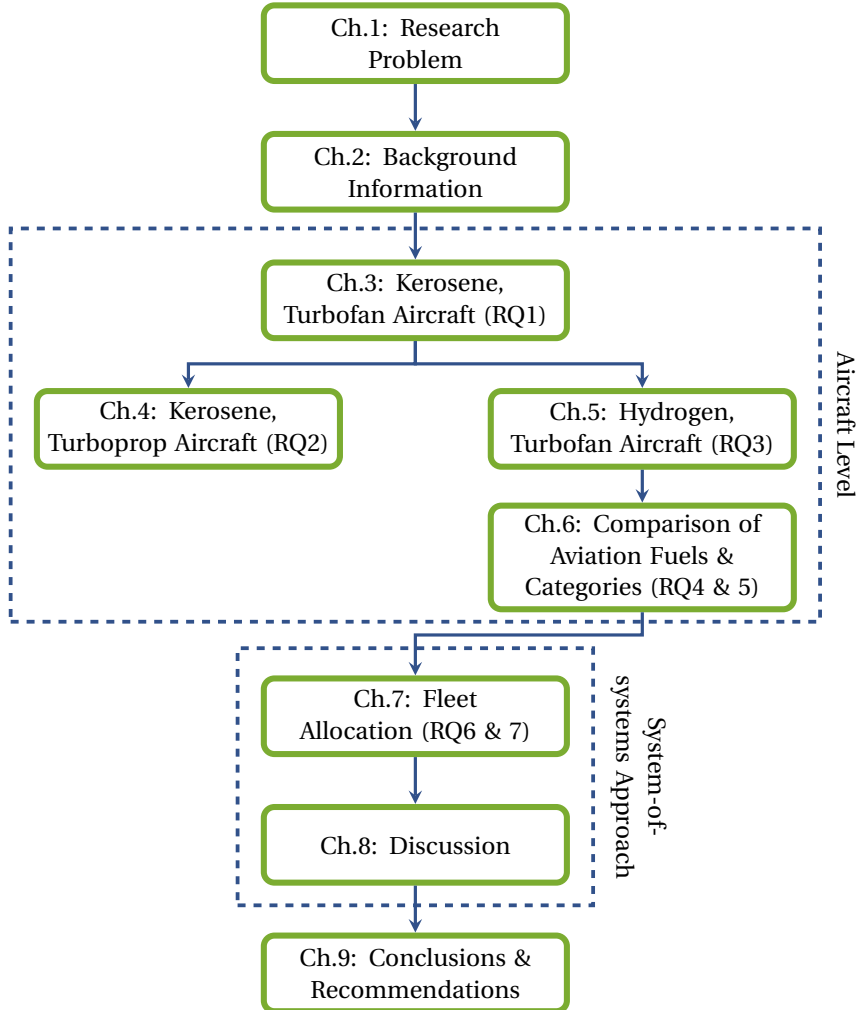 Ch.1: Research
Problem
Ch.2: Background
Information
Ch.3: Kerosene,
Turbofan Aircraft (RQ1)
Ch.4: Kerosene,
Turboprop Aircraft (RQ2)
Ch.5: Hydrogen,
Turbofan Aircraft (RQ3)
Aircraft Level
Ch.6: Comparison of
Aviation Fuels &
Categories (RQ4 & 5)
Ch.7: Fleet
Allocation (RQ6 & 7)
System-of-
systems Approach
Ch.8: Discussion
Ch.9: Conclusions &
Recommendations